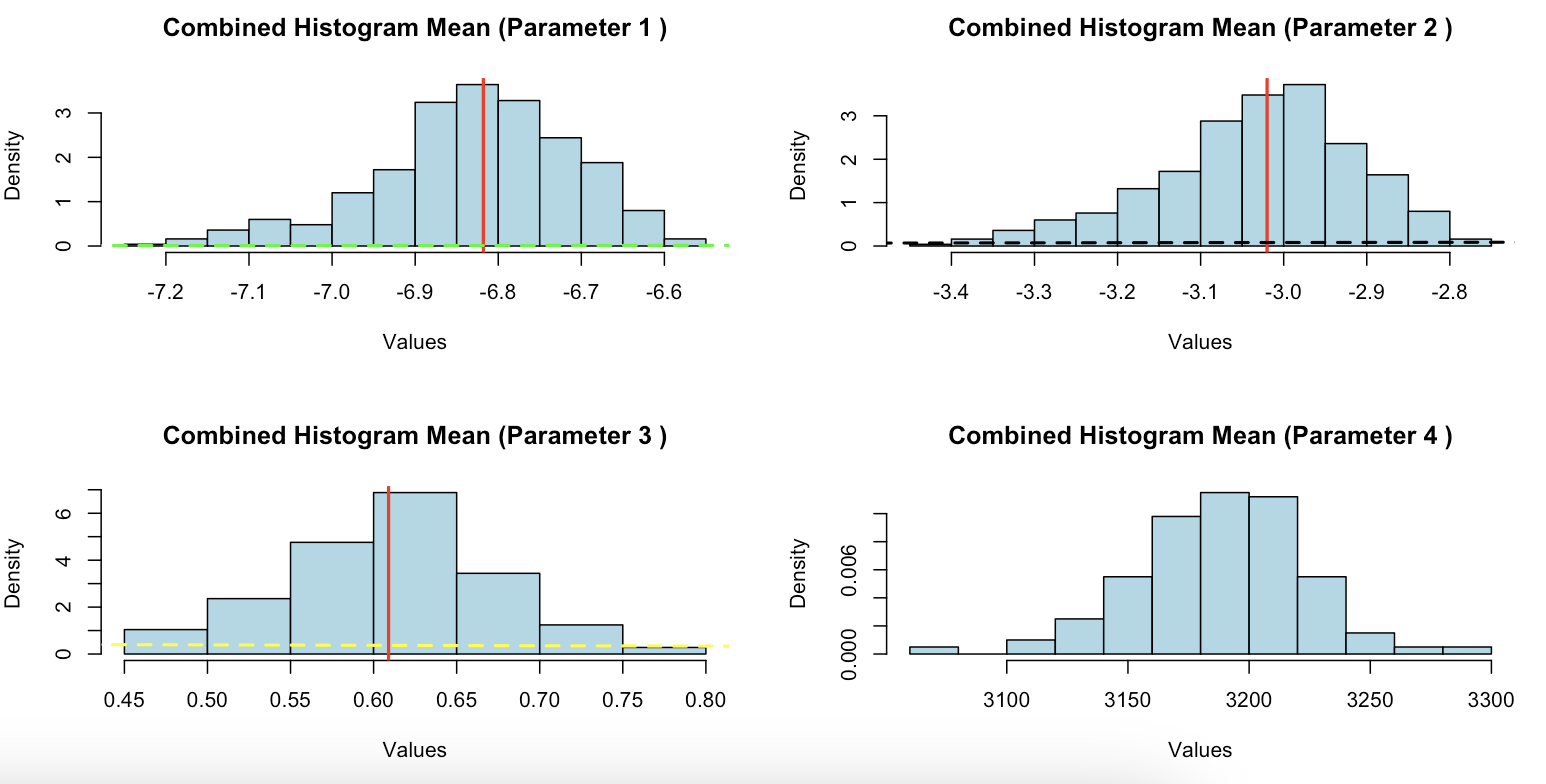 Combined Histogram Mean (Parameter 1 )
Density
0 1 2 3
-7.2 -7.1 -7.0 -6.9 -6.8 -6.7 -6.6
Values
Combined Histogram Mean (Parameter 2 )
Density
0 1 2 3
-3.4 -3.3 -3.2 -3.1 -3.0 -2.9 -2.8
Values
Combined Histogram Mean (Parameter 3 )
Density
0 2 4 6
0.45 0.50 0.55 0.60 0.65 0.70 0.75 0.80
Values
Combined Histogram Mean (Parameter 4 )
Density
0.000 0.006
3100 3150 3200 3250 3300
Values